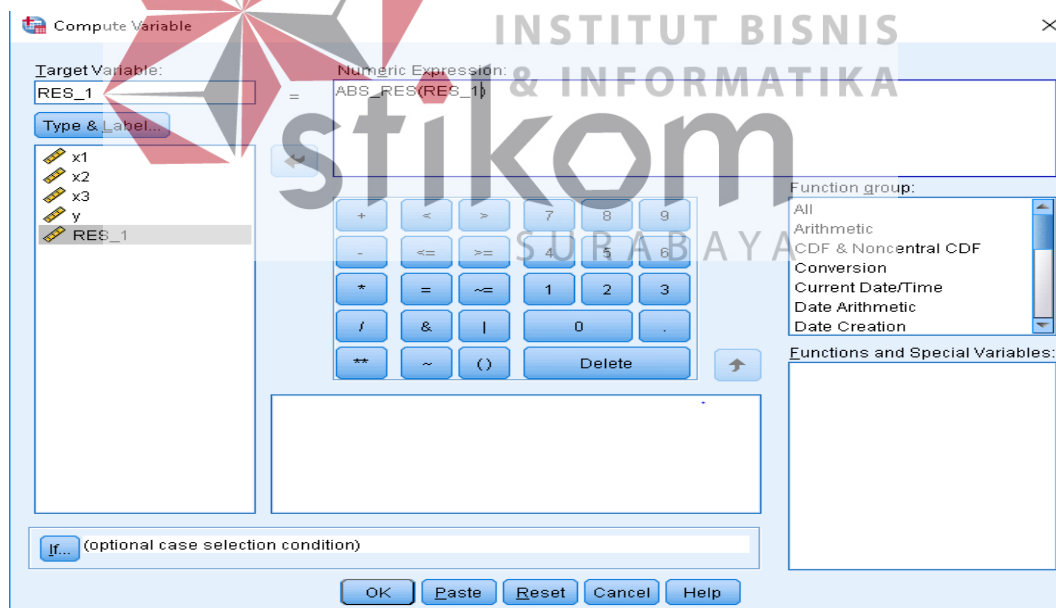 Compute Variable
INSTITUT BISNIS
& INFORMATIKA
stikom
SURABAYA
Target Variable:
RES_1
=
Numeric Expression:
ABS_RES(RES_1)
Type & Label...
x1
x2
x3
y
RES_1
+ < > 7 8 9
- <= >= 4 5 6
* = ~= 1 2 3
/ & | 0 .
** ~ () Delete
Function group:
All
Arithmetic
CDF & Noncentral CDF
Conversion
Current Date/Time
Date Arithmetic
Date Creation
Functions and Special Variables:
If... (optional case selection condition)
OK Paste Reset Cancel Help